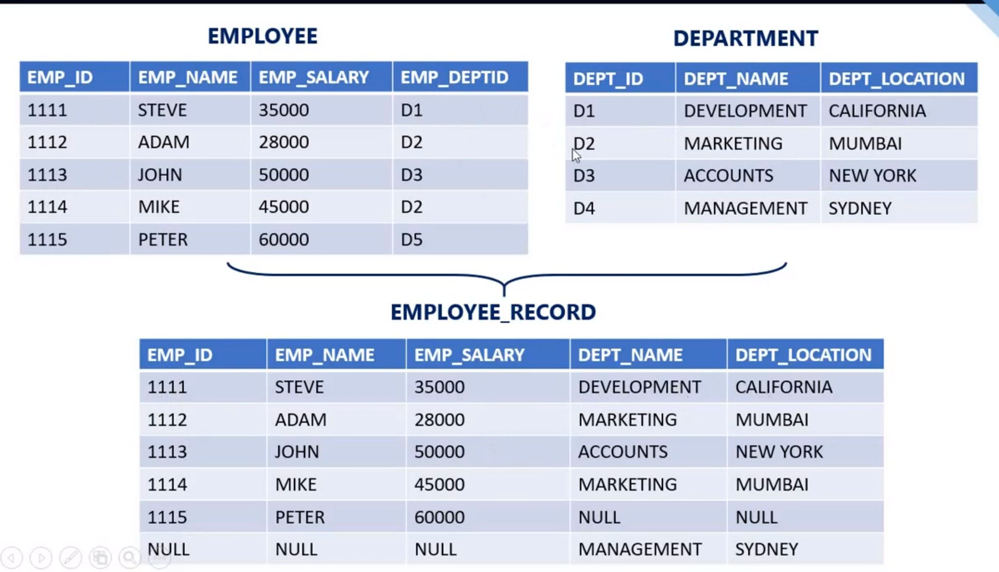 EMPLOYEE
EMP_ID EMP_NAME EMP_SALARY EMP_DEPTID
1111 STEVE 35000 D1
1112 ADAM 28000 D2
1113 JOHN 50000 D3
1114 MIKE 45000 D2
1115 PETER 60000 D5
DEPARTMENT
DEPT_ID DEPT_NAME DEPT_LOCATION
D1 DEVELOPMENT CALIFORNIA
D2 MARKETING MUMBAI
D3 ACCOUNTS NEW YORK
D4 MANAGEMENT SYDNEY
EMPLOYEE_RECORD
EMP_ID EMP_NAME EMP_SALARY DEPT_NAME DEPT_LOCATION
1111 STEVE 35000 DEVELOPMENT CALIFORNIA
1112 ADAM 28000 MARKETING MUMBAI
1113 JOHN 50000 ACCOUNTS NEW YORK
1114 MIKE 45000 MARKETING MUMBAI
1115 PETER 60000 NULL NULL
NULL NULL NULL MANAGEMENT SYDNEY